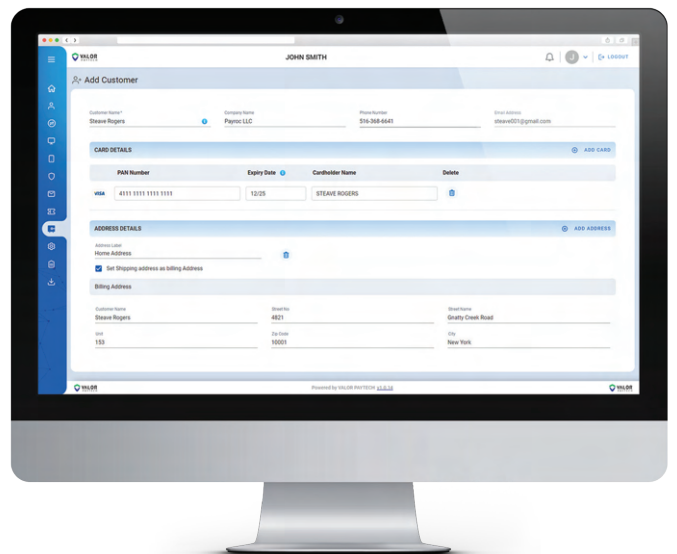 VALOR
JOHN SMITH
J
LOGOUT
Add Customer
Customer Name*
Company Name
Phone Number
Email Address
Steave Rogers
Payroc LLC
516-368-6641
steave001@gmail.com
CARD DETAILS
ADD CARD
PAN Number
Expiry Date
Cardholder Name
Delete
VISA
4111 1111 1111 1111
12/25
STEAVE ROGERS
ADDRESS DETAILS
ADD ADDRESS
Address Label
Home Address
Set Shipping address as billing Address
Billing Address
Customer Name
Street No
Street Name
Steave Rogers
4821
Giratty Creek Road
Unit
Zip Code
City
153
10001
New York
VALOR
Powered by VALOR PAYTECH
VALOR